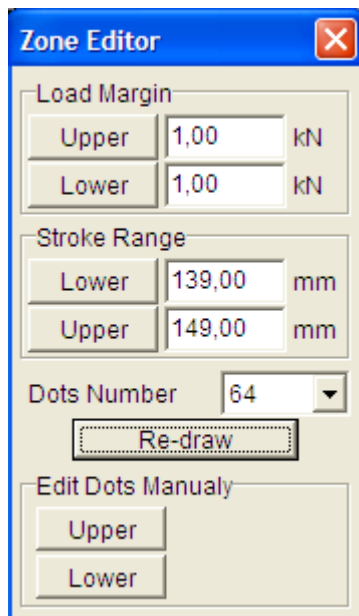 Zone Editor
Load Margin
Upper 1,00 kN
Lower 1,00 kN
Stroke Range
Lower 139,00 mm
Upper 149,00 mm
Dots Number 64
Re-draw
Edit Dots Manualy
Upper
Lower